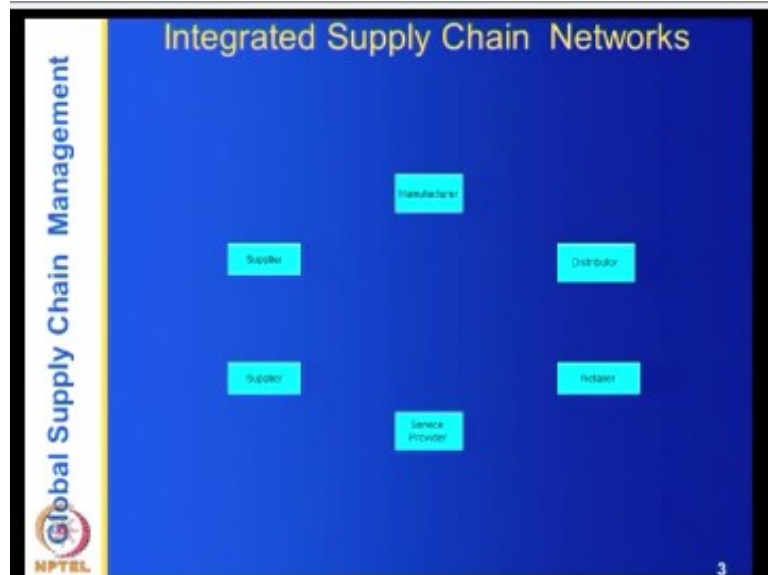 Integrated Supply Chain Networks
Global Supply Chain Management
Manufacturer
Supplier
Distributor
Supplier
Retailer
Service
Provider
NPTEL
3